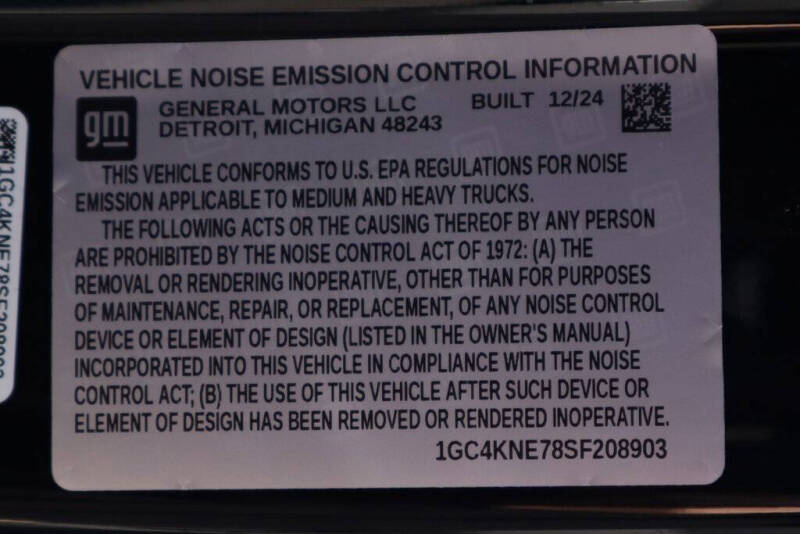 VEHICLE NOISE EMISSION CONTROL INFORMATION
gm
GENERAL MOTORS LLC BUILT 12/24
DETROIT, MICHIGAN 48243
THIS VEHICLE CONFORMS TO U.S. EPA REGULATIONS FOR NOISE
EMISSION APPLICABLE TO MEDIUM AND HEAVY TRUCKS.
THE FOLLOWING ACTS OR THE CAUSING THEREOF BY ANY PERSON
ARE PROHIBITED BY THE NOISE CONTROL ACT OF 1972: (A) THE
REMOVAL OR RENDERING INOPERATIVE, OTHER THAN FOR PURPOSES
OF MAINTENANCE, REPAIR, OR REPLACEMENT, OF ANY NOISE CONTROL
DEVICE OR ELEMENT OF DESIGN (LISTED IN THE OWNER'S MANUAL)
INCORPORATED INTO THIS VEHICLE IN COMPLIANCE WITH THE NOISE
CONTROL ACT; (B) THE USE OF THIS VEHICLE AFTER SUCH DEVICE OR
ELEMENT OF DESIGN HAS BEEN REMOVED OR RENDERED INOPERATIVE.
1GC4KNE78SF208903